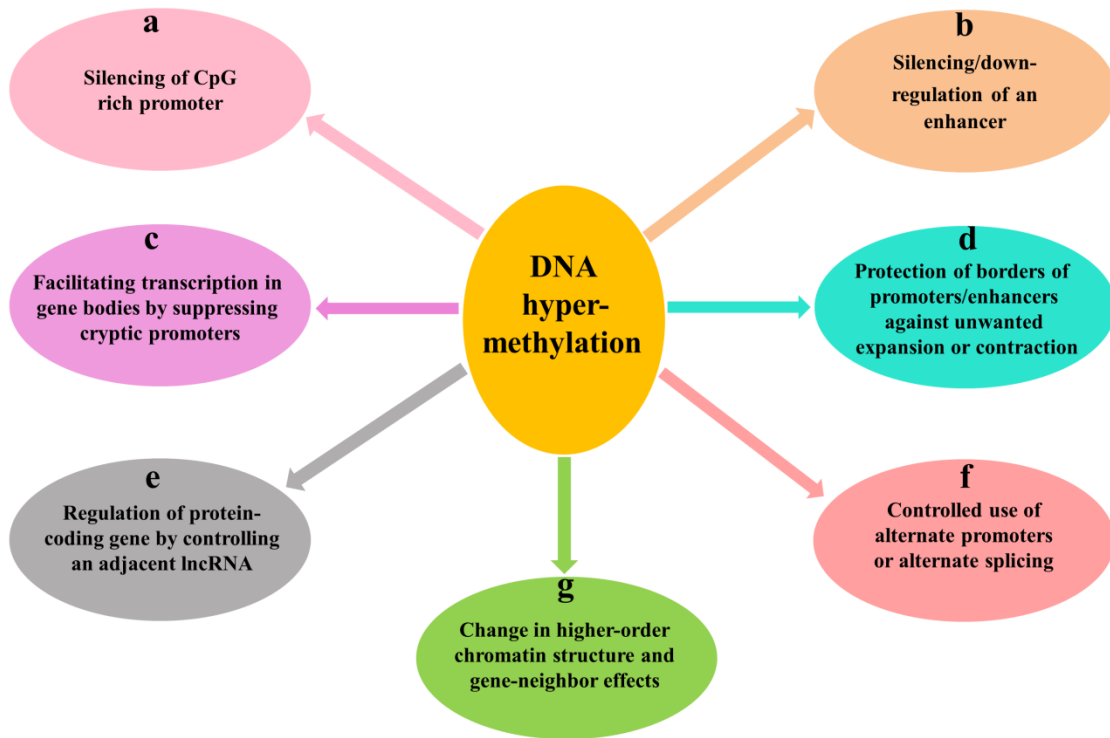 a
Silencing of CpG
rich promoter
b
Silencing/down-
regulation of an
enhancer
c
Facilitating transcription in
gene bodies by suppressing
cryptic promoters
DNA
hyper-
methylation
d
Protection of borders of
promoters/enhancers
against unwanted
expansion or contraction
e
Regulation of protein-
coding gene by controlling
an adjacent lncRNA
f
Controlled use of
alternate promoters
or alternate splicing
g
Change in higher-order
chromatin structure and
gene-neighbor effects